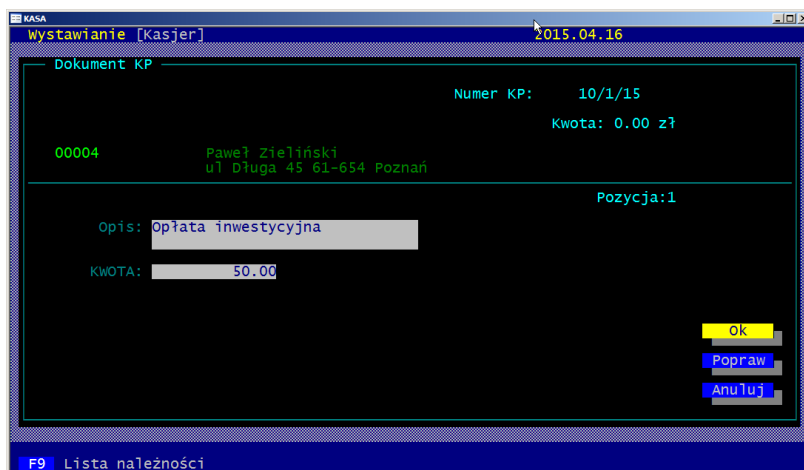 KASA
Wystawianie [Kasjer] 2015.04.16
Dokument KP
Numer KP: 10/1/15
Kwota: 0.00 zł
00004 Paweł Zieliński
ul Długa 45 61-654 Poznań
Pozycja:1
Opis: Opłata inwestycyjna
KWOTA: 50.00
Ok
Popraw
Anuluj
F9 Lista należności